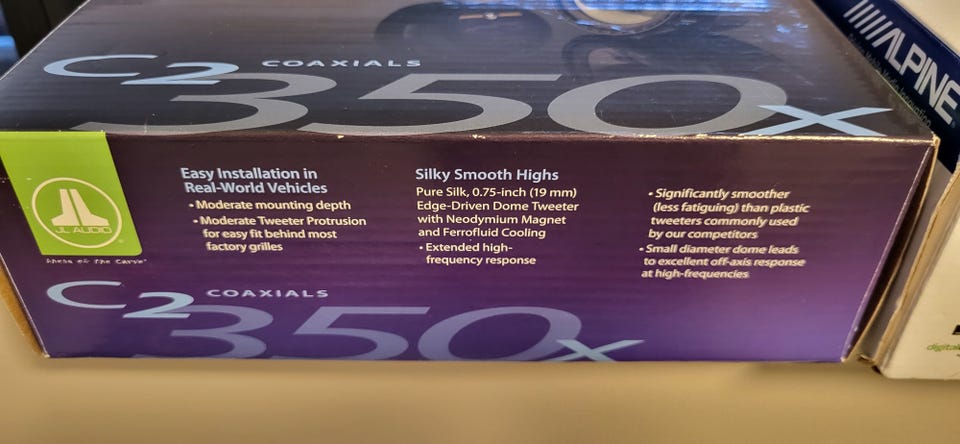 C2 COAXIALS
350x
ALPINE
JL AUDIO
Ahead of the Curve
Easy Installation in
Real-World Vehicles
• Moderate mounting depth
• Moderate Tweeter Protrusion
for easy fit behind most
factory grilles
Silky Smooth Highs
Pure Silk, 0.75-inch (19 mm)
Edge-Driven Dome Tweeter
with Neodymium Magnet
and Ferrofluid Cooling
• Extended high-
frequency response
• Significantly smoother
(less fatiguing) than plastic
tweeters commonly used
by our competitors
• Small diameter dome leads
to excellent off-axis response
at high-frequencies
C2 COAXIALS
350x
digital